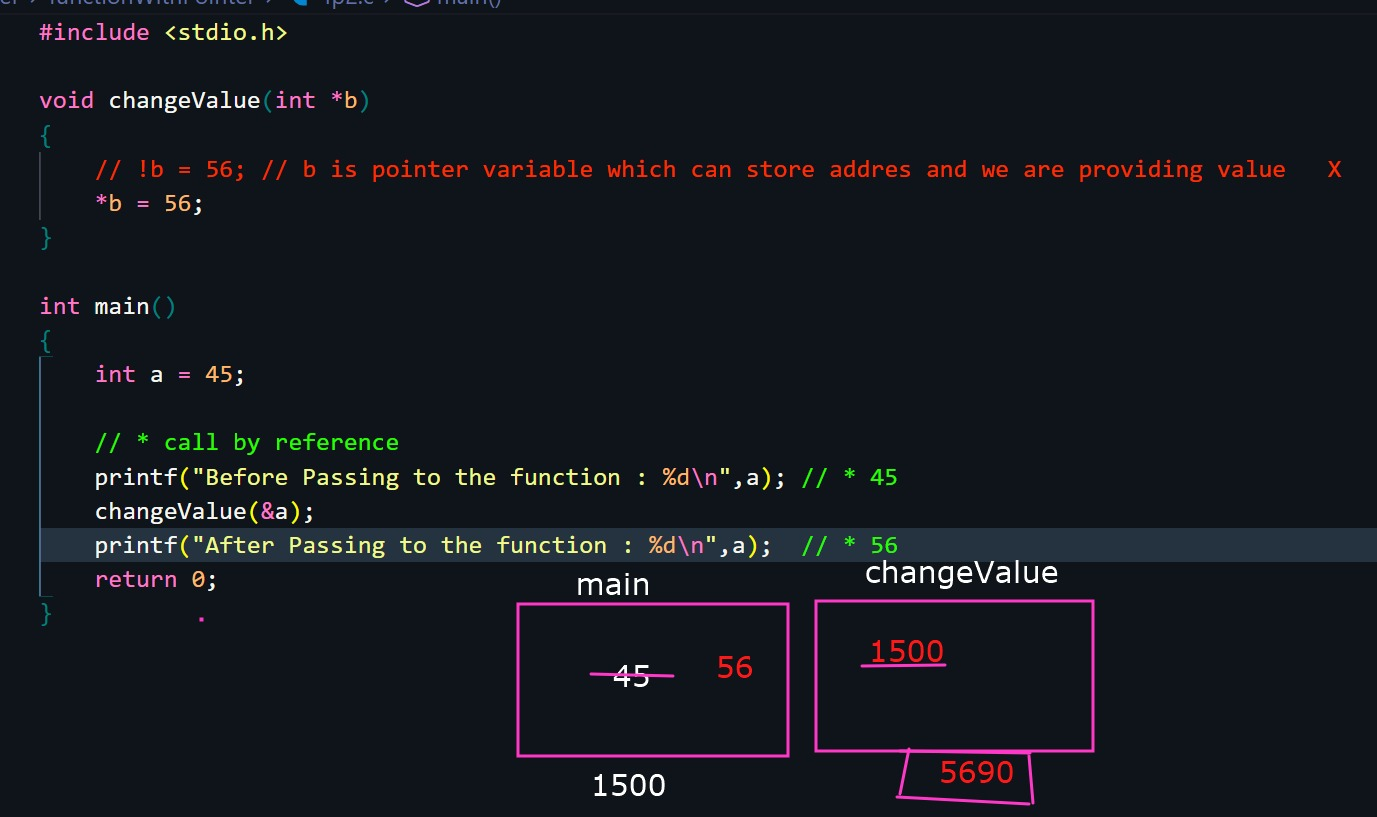 #include <stdio.h>
void changeValue(int *b)
{
// !b = 56; // b is pointer variable which can store addres and we are providing value X
*b = 56;
}
int main()
{
int a = 45;
// * call by reference
printf("Before Passing to the function : %d\n",a); // * 45
changeValue(&a);
printf("After Passing to the function : %d\n",a); // * 56
return 0;
}
main
changeValue
45 56
1500
1500
5690